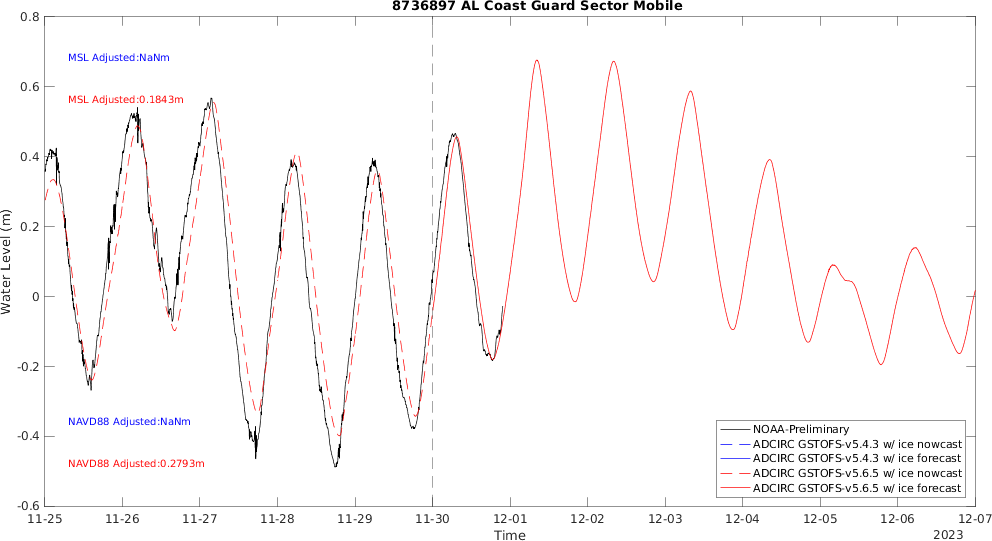 8736897 AL Coast Guard Sector Mobile
0.8
MSL Adjusted:NaNm
0.6
MSL Adjusted:0.1843m
0.4
0.2
Water Level (m)
0
-0.2
NAVD88 Adjusted:NaNm
-0.4
NAVD88 Adjusted:0.2793m
NOAA-Preliminary
ADCIRC GSTOFS-v5.4.3 w/ ice nowcast
ADCIRC GSTOFS-v5.4.3 w/ ice forecast
ADCIRC GSTOFS-v5.6.5 w/ ice nowcast
ADCIRC GSTOFS-v5.6.5 w/ ice forecast
-0.6
11-25 11-26 11-27 11-28 11-29 11-30 12-01 12-02 12-03 12-04 12-05 12-06 12-07
Time
2023